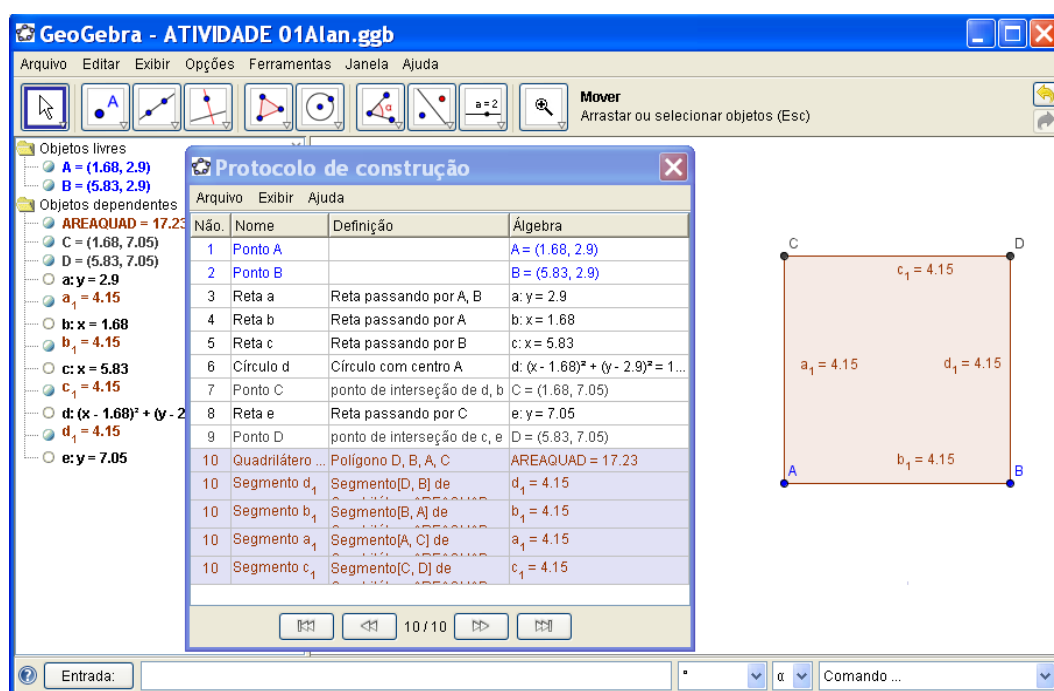 GeoGebra - ATIVIDADE 01Alan.ggb
Arquivo Editar Exibir Opções Ferramentas Janela Ajuda
A
α
a = 2
Mover
Arrastar ou selecionar objetos (Esc)
Objetos livres
A = (1.68, 2.9)
B = (5.83, 2.9)
Objetos dependentes
AREAQUAD = 17.23
C = (1.68, 7.05)
D = (5.83, 7.05)
a: y = 2.9
a₁ = 4.15
b: x = 1.68
b₁ = 4.15
c: x = 5.83
c₁ = 4.15
d: (x - 1.68)² + (y - 2
d₁ = 4.15
e: y = 7.05
Protocolo de construção
Arquivo Exibir Ajuda
Não. Nome Definição Álgebra
1 Ponto A A = (1.68, 2.9)
2 Ponto B B = (5.83, 2.9)
3 Reta a Reta passando por A, B a: y = 2.9
4 Reta b Reta passando por A b: x = 1.68
5 Reta c Reta passando por B c: x = 5.83
6 Círculo d Círculo com centro A d: (x - 1.68)² + (y - 2.9)² = 1...
7 Ponto C ponto de interseção de d, b C = (1.68, 7.05)
8 Reta e Reta passando por C e: y = 7.05
9 Ponto D ponto de interseção de c, e D = (5.83, 7.05)
10 Quadrilátero ... Polígono D, B, A, C AREAQUAD = 17.23
10 Segmento d₁ Segmento[D, B] de d₁ = 4.15
10 Segmento b₁ Segmento[B, A] de b₁ = 4.15
10 Segmento a₁ Segmento[A, C] de a₁ = 4.15
10 Segmento c₁ Segmento[C, D] de c₁ = 4.15
10 / 10
C
D
c₁ = 4.15
a₁ = 4.15
d₁ = 4.15
b₁ = 4.15
A
B
Entrada:
α
Comando ...